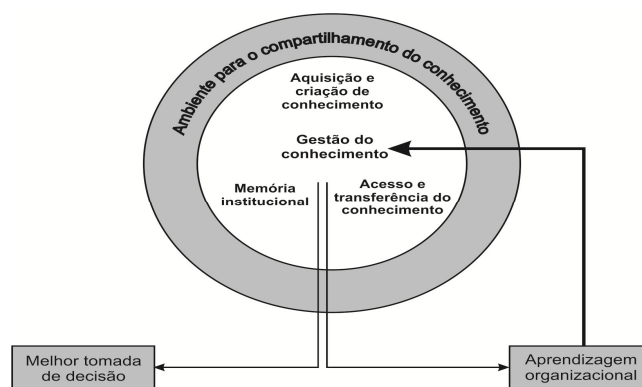 Ambiente para o compartilhamento do conhecimento
Aquisição e
criação de
conhecimento
Gestão do
conhecimento
Memória
institucional
Acesso e
transferência do
conhecimento
Melhor tomada
de decisão
Aprendizagem
organizacional